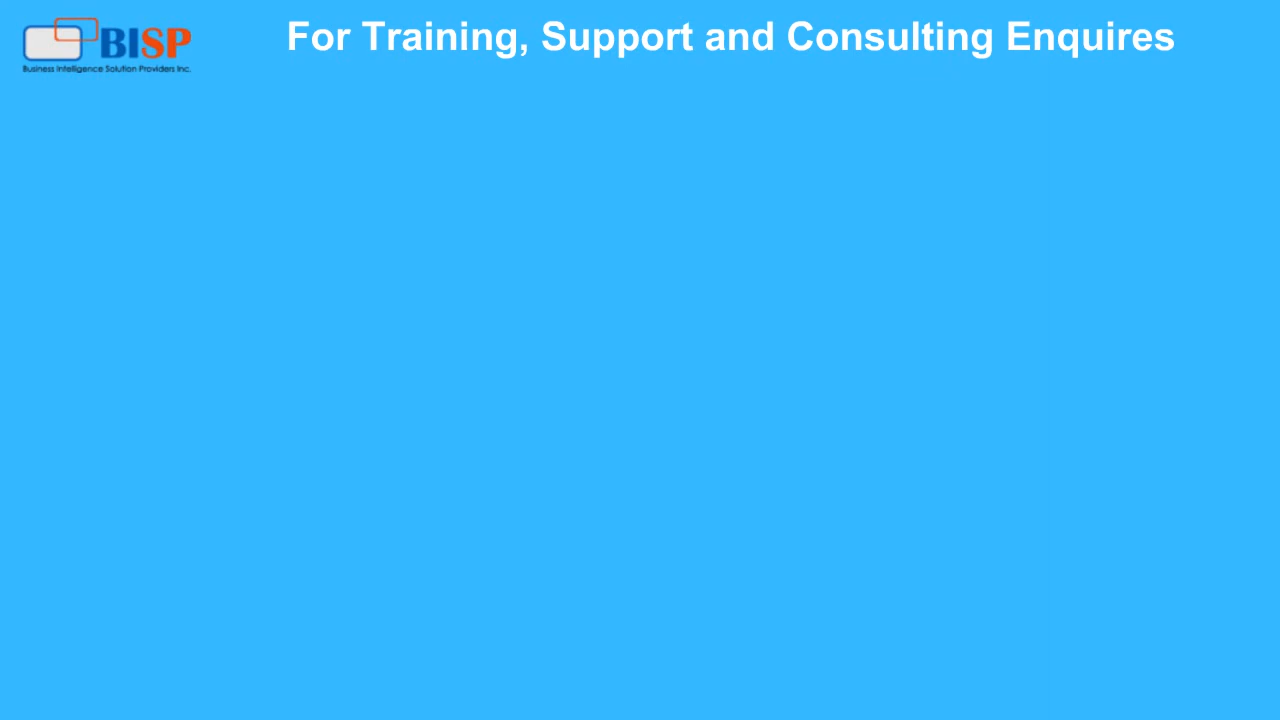 BISP
Business Intelligence Solution Providers Inc.
For Training, Support and Consulting Enquires